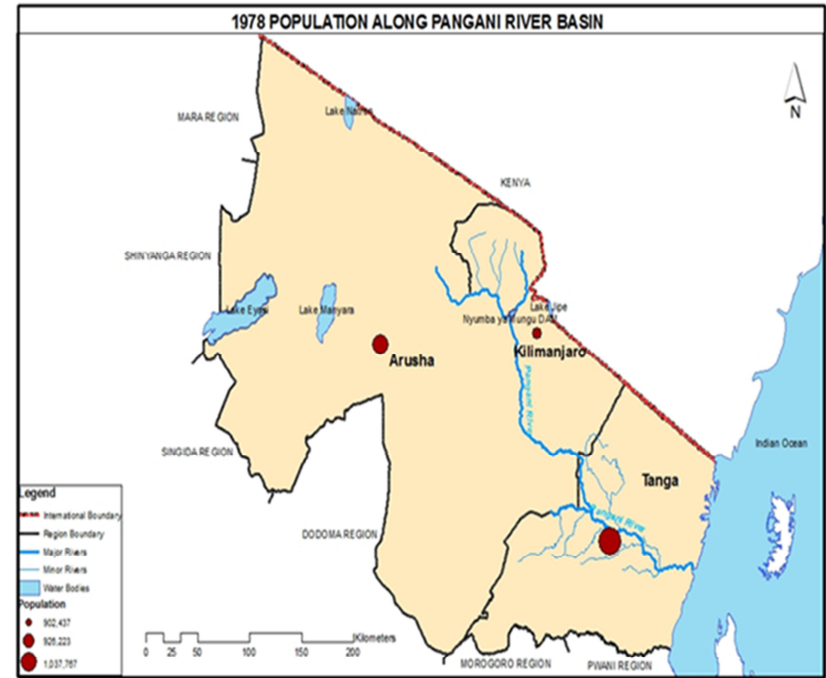 1978 POPULATION ALONG PANGANI RIVER BASIN
N
Lake Natron
MARA REGION
KENYA
SHINYANGA REGION
Lake Eyasi
Lake Manyara
Lake Jipe
Nyumba ya Mungu DAM
Kilimanjaro
Arusha
Pangani River
Indian Ocean
SINGIDA REGION
Tanga
Pangani River
DODOMA REGION
Legend
International Boundary
Region Boundary
Major Rivers
Minor Rivers
Water Bodies
Population
902,437
926,223
1,037,767
Kilometers
0 25 50 100 150 200
MOROGORO REGION
PWANI REGION